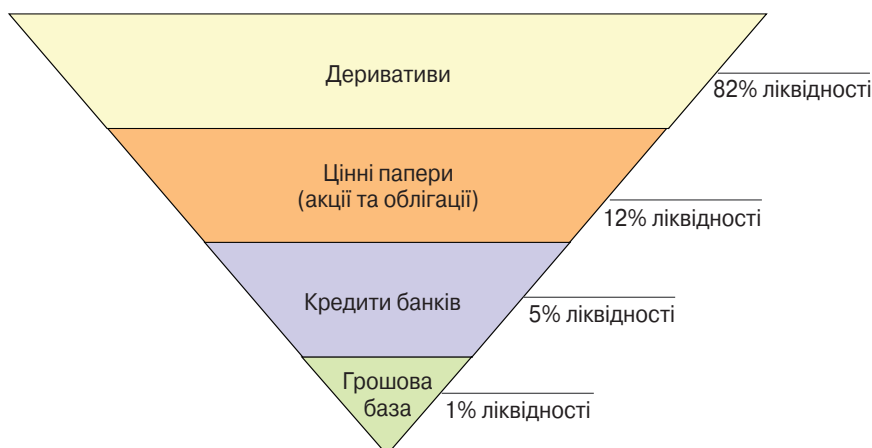 Деривативи
82% ліквідності
Цінні папери
(акції та облігації)
12% ліквідності
Кредити банків
5% ліквідності
Грошова
база
1% ліквідності